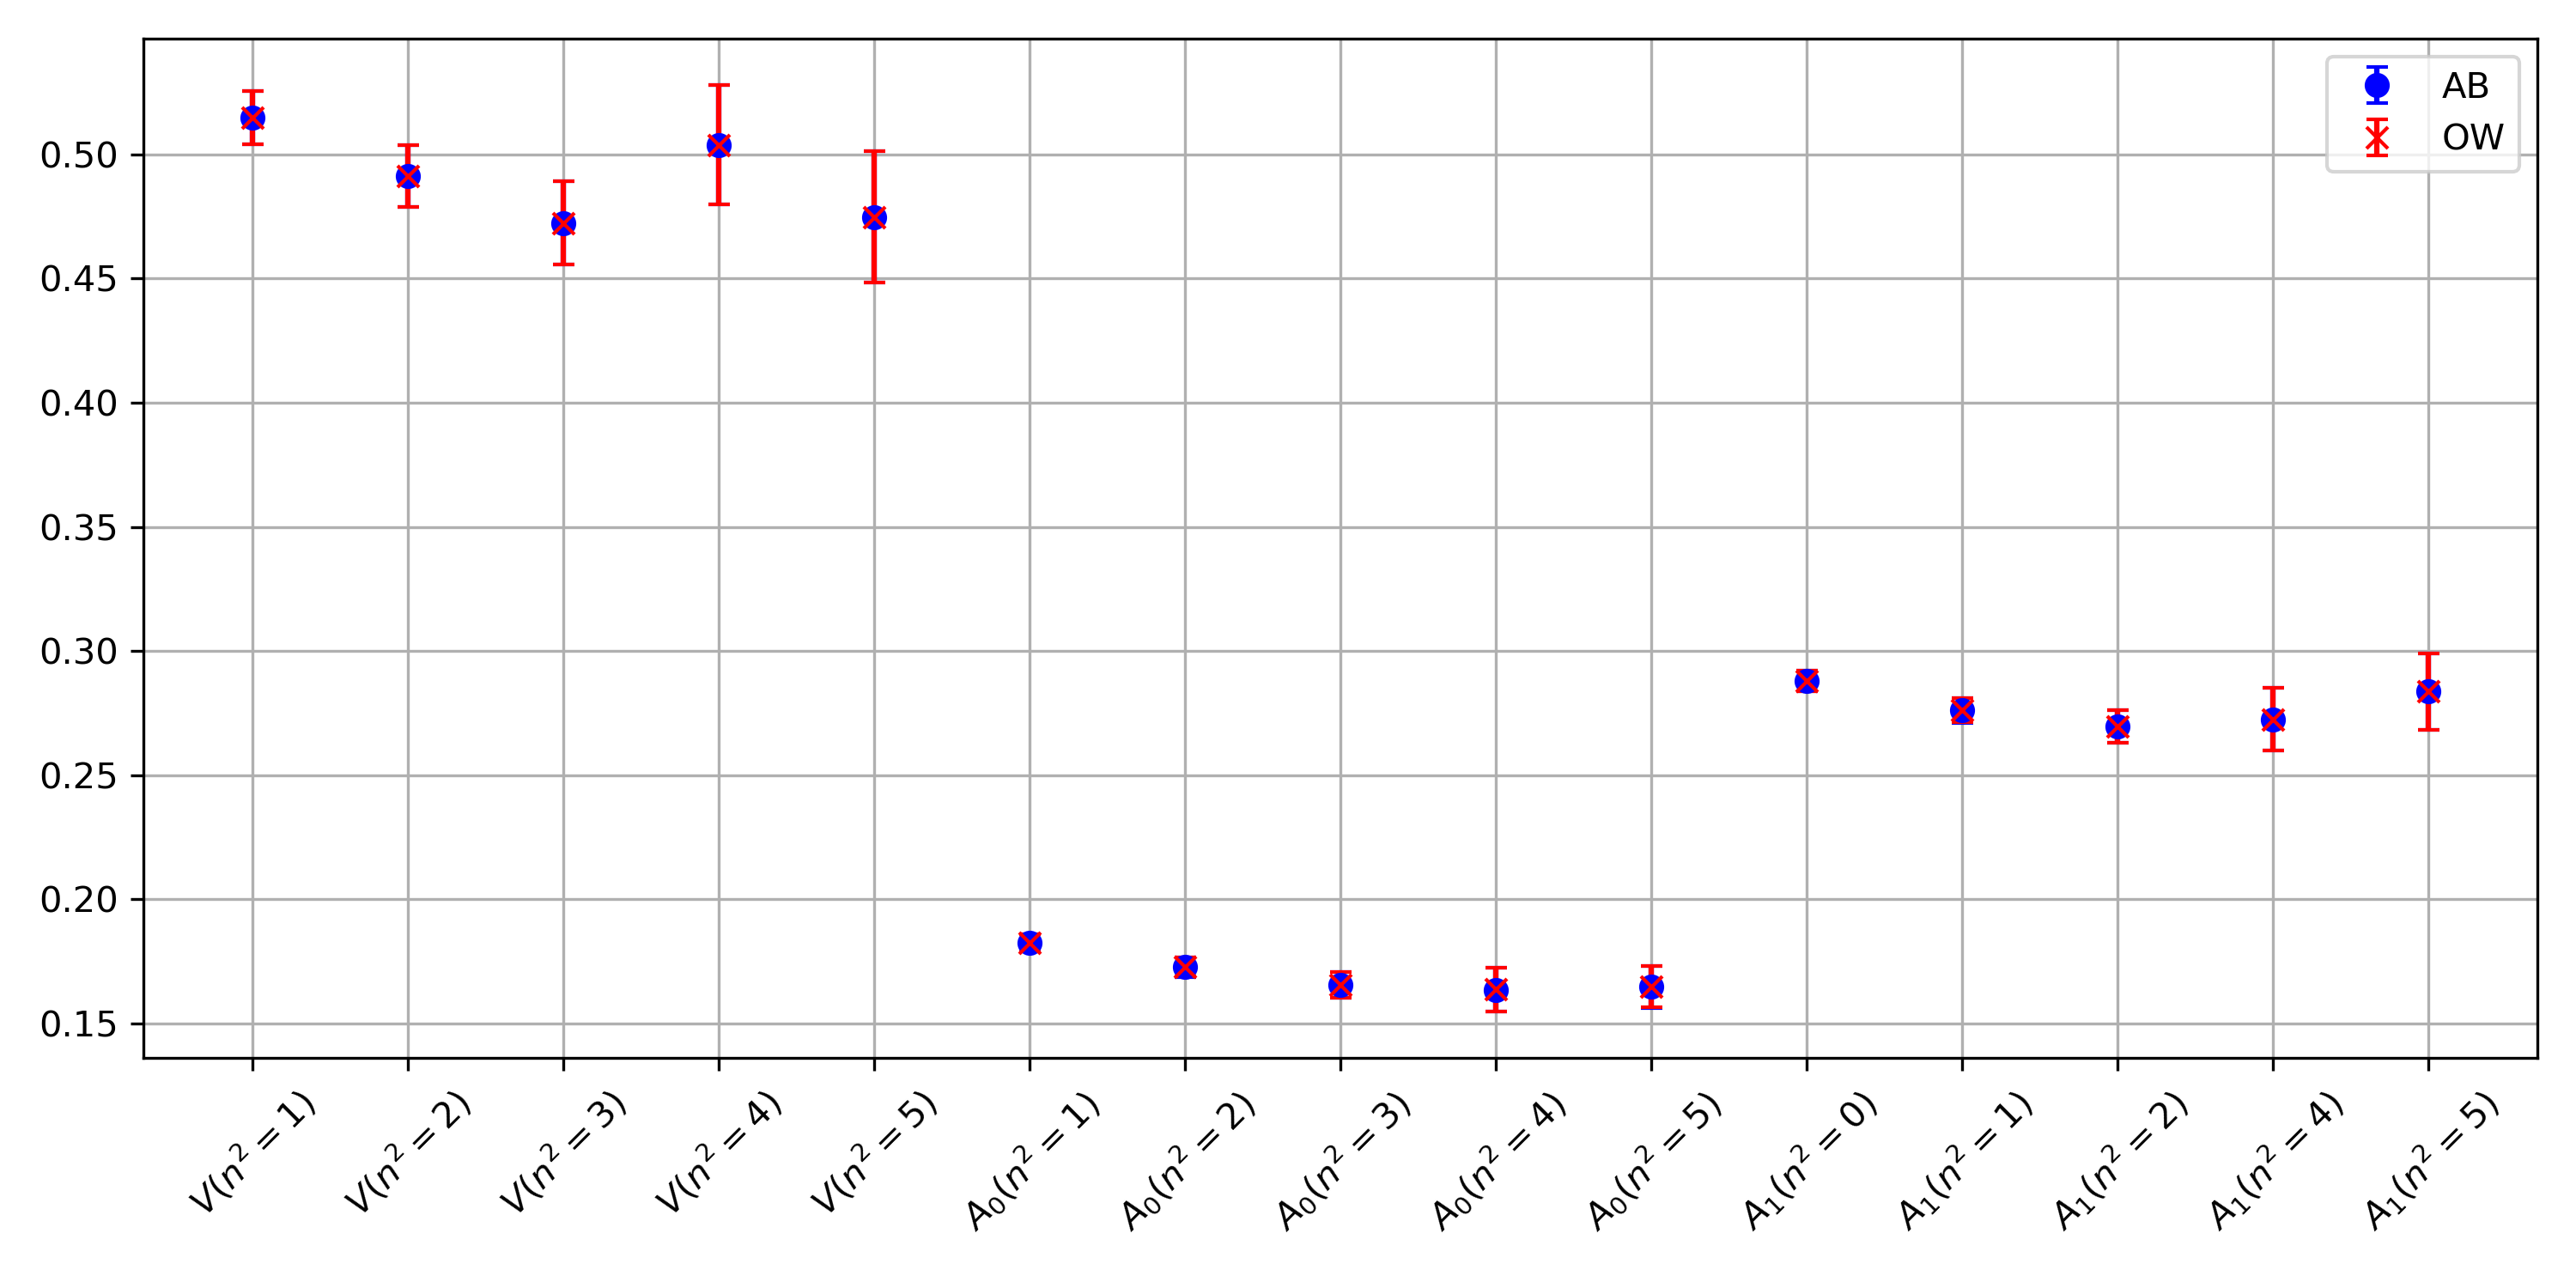 AB
OW
0.50
0.45
0.40
0.35
0.30
0.25
0.20
0.15
V(n² = 1)
V(n² = 2)
V(n² = 3)
V(n² = 4)
V(n² = 5)
A₀(n² = 1)
A₀(n² = 2)
A₀(n² = 3)
A₀(n² = 4)
A₀(n² = 5)
A₁(n² = 0)
A₁(n² = 1)
A₁(n² = 2)
A₁(n² = 4)
A₁(n² = 5)